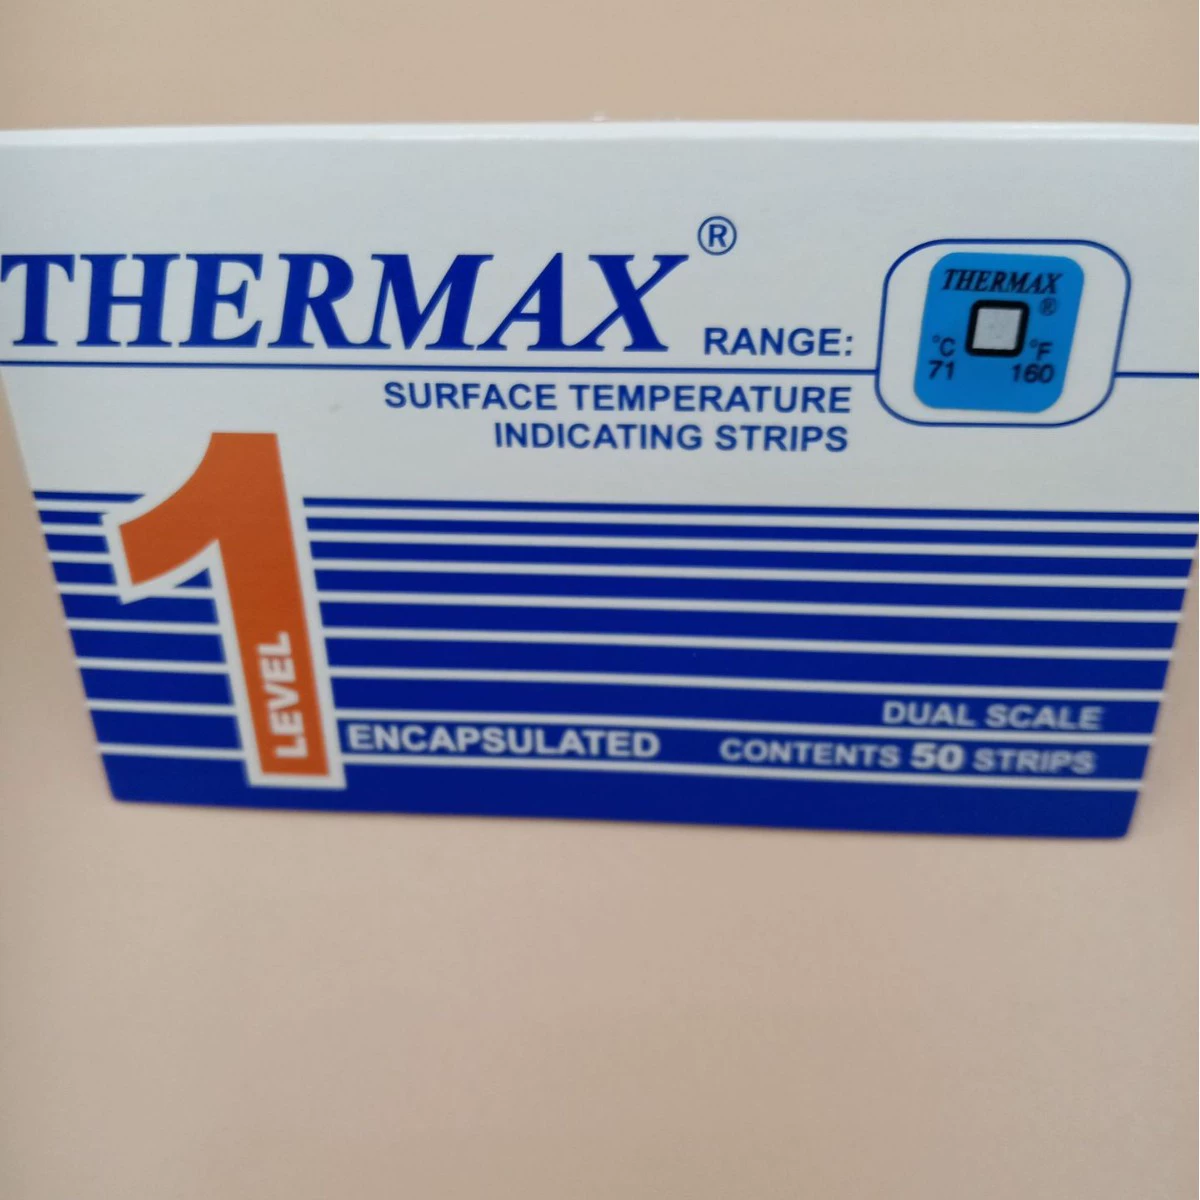 THERMAX®
RANGE:
THERMAX
®
°C °F
71 160
SURFACE TEMPERATURE
INDICATING STRIPS
1
LEVEL
ENCAPSULATED
DUAL SCALE
CONTENTS 50 STRIPS